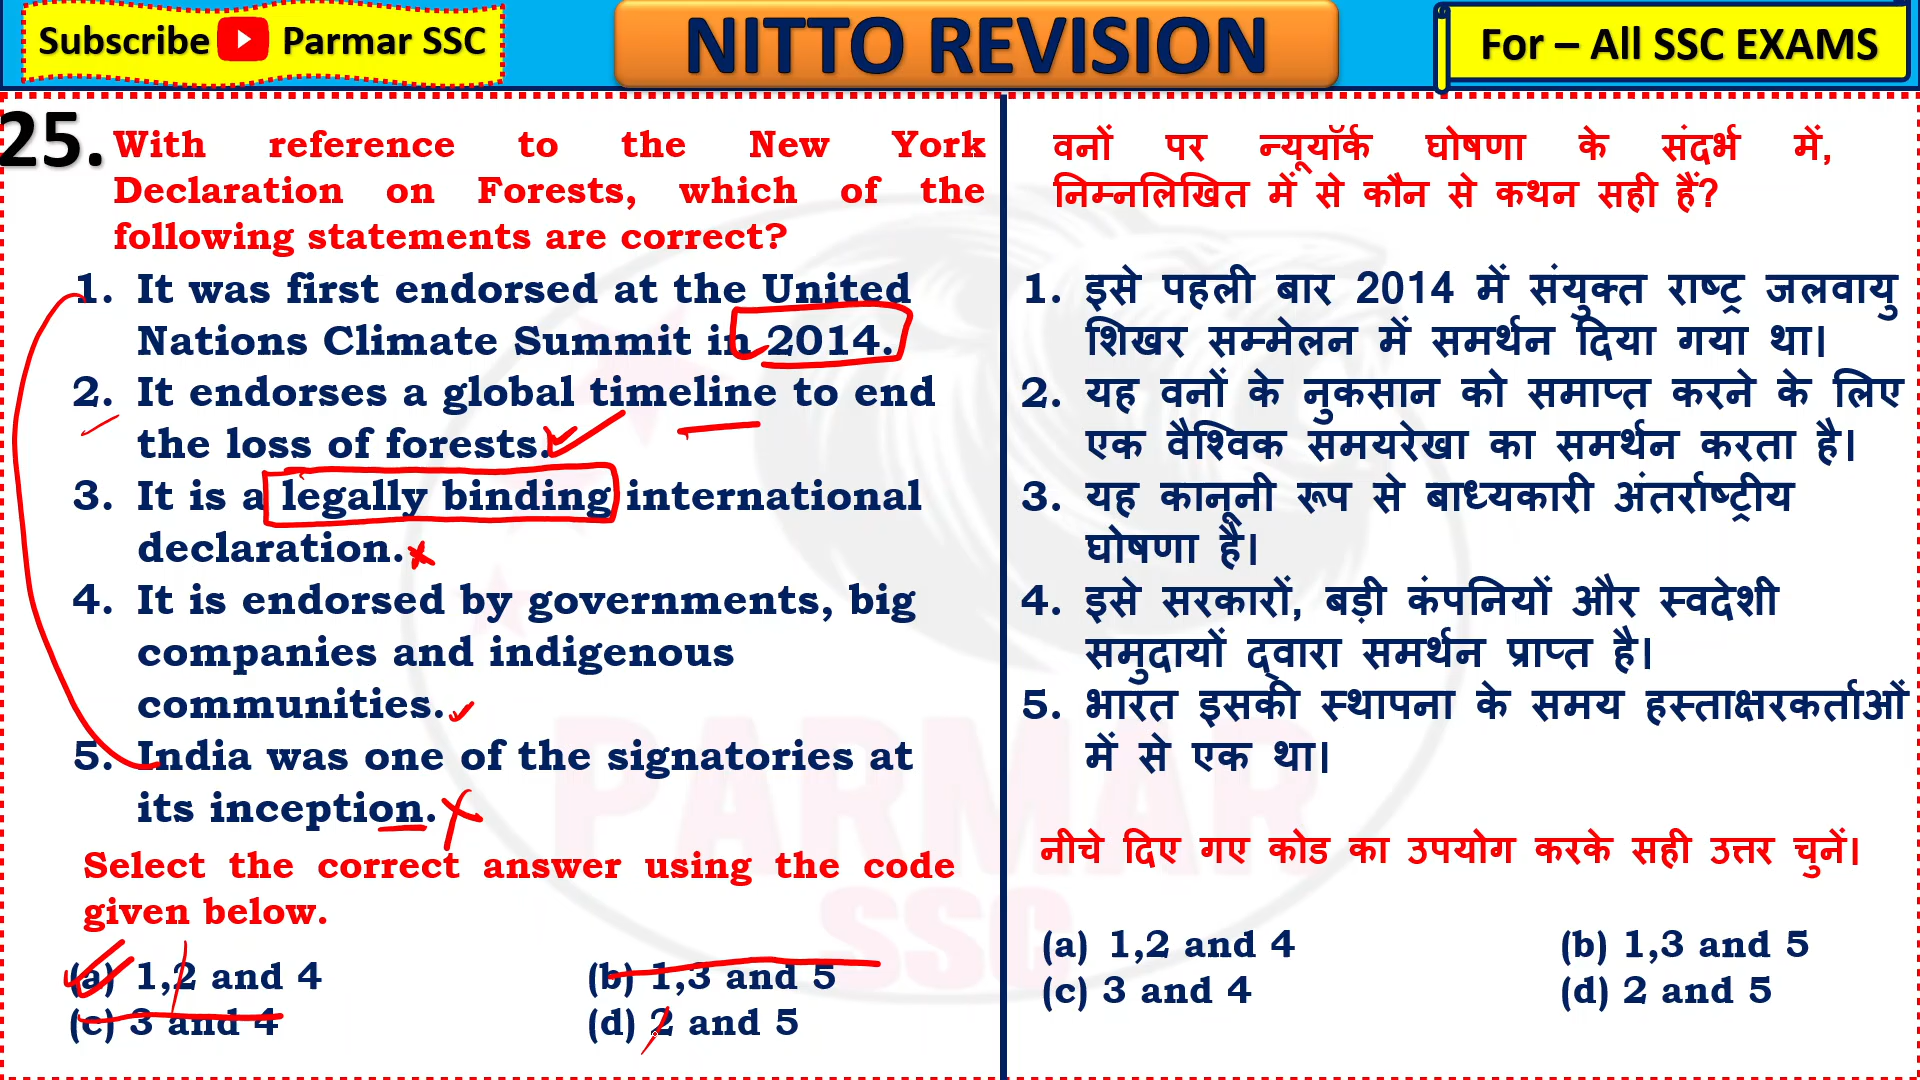 Subscribe Parmar SSC
NITTO REVISION
For – All SSC EXAMS
25.
With reference to the New York
Declaration on Forests, which of the
following statements are correct?
1. It was first endorsed at the United
Nations Climate Summit in 2014.
2. It endorses a global timeline to end
the loss of forests.
3. It is a legally binding international
declaration.
4. It is endorsed by governments, big
companies and indigenous
communities.
5. India was one of the signatories at
its inception.
Select the correct answer using the code
given below.
(a) 1,2 and 4 (b) 1,3 and 5
(c) 3 and 4 (d) 2 and 5
वनों पर न्यूयॉर्क घोषणा के संदर्भ में,
निम्नलिखित में से कौन से कथन सही हैं?
1. इसे पहली बार 2014 में संयुक्त राष्ट्र जलवायु
शिखर सम्मेलन में समर्थन दिया गया था।
2. यह वनों के नुकसान को समाप्त करने के लिए
एक वैश्विक समयरेखा का समर्थन करता है।
3. यह कानूनी रूप से बाध्यकारी अंतर्राष्ट्रीय
घोषणा है।
4. इसे सरकारों, बड़ी कंपनियों और स्वदेशी
समुदायों द्वारा समर्थन प्राप्त है।
5. भारत इसकी स्थापना के समय हस्ताक्षरकर्ताओं
में से एक था।
नीचे दिए गए कोड का उपयोग करके सही उत्तर चुनें।
(a) 1,2 and 4 (b) 1,3 and 5
(c) 3 and 4 (d) 2 and 5
PARMAR
SSC